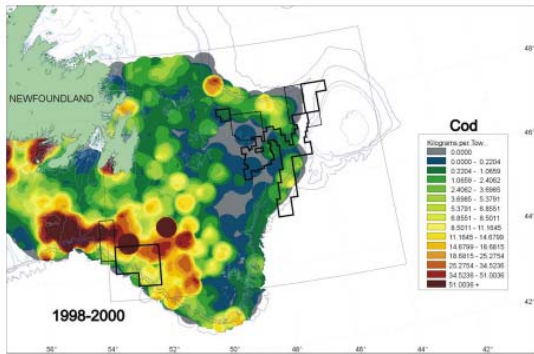 NEWFOUNDLAND
48°
46°
44°
42°
Cod
Kilograms per Tow..
0.0000
0.0000 - 0.2204
0.2204 - 1.0659
1.0659 - 2.4062
2.4062 - 3.6965
3.6965 - 5.3791
5.3791 - 6.8551
6.8551 - 8.5011
8.5011 - 11.1645
11.1645 - 14.6799
14.6799 - 18.6815
18.6815 - 25.2754
25.2754 - 34.5236
34.5236 - 51.0036
51.0036 +
1998-2000
56°
54°
52°
50°
48°
46°
44°
42°